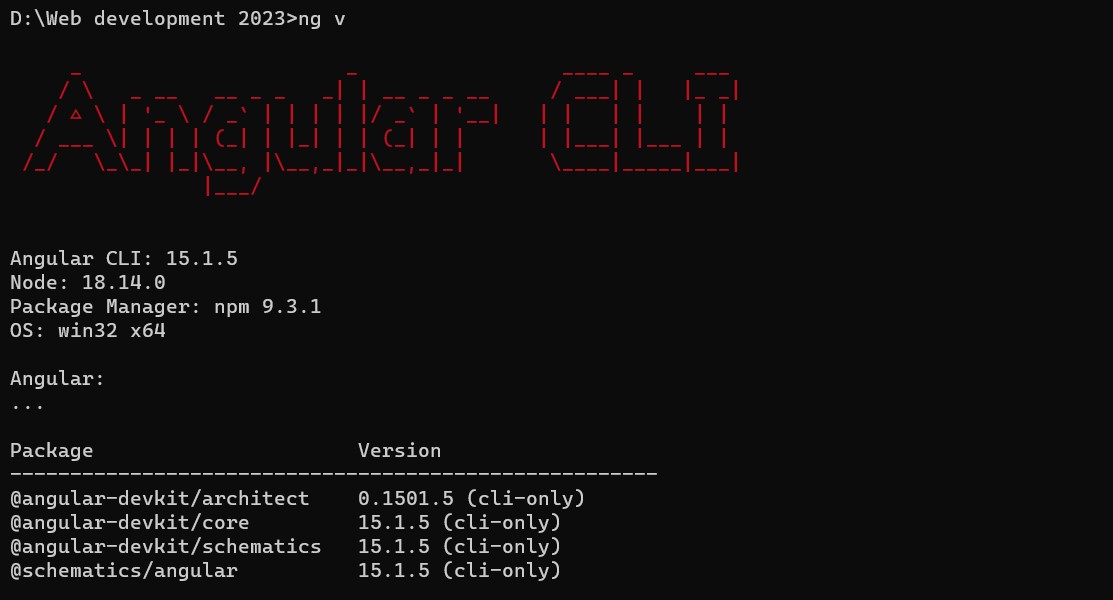 D:\Web development 2023>ng v
Angular CLI
Angular CLI: 15.1.5
Node: 18.14.0
Package Manager: npm 9.3.1
OS: win32 x64
Angular:
...
Package Version
------------------------------------------------------
@angular-devkit/architect 0.1501.5 (cli-only)
@angular-devkit/core 15.1.5 (cli-only)
@angular-devkit/schematics 15.1.5 (cli-only)
@schematics/angular 15.1.5 (cli-only)